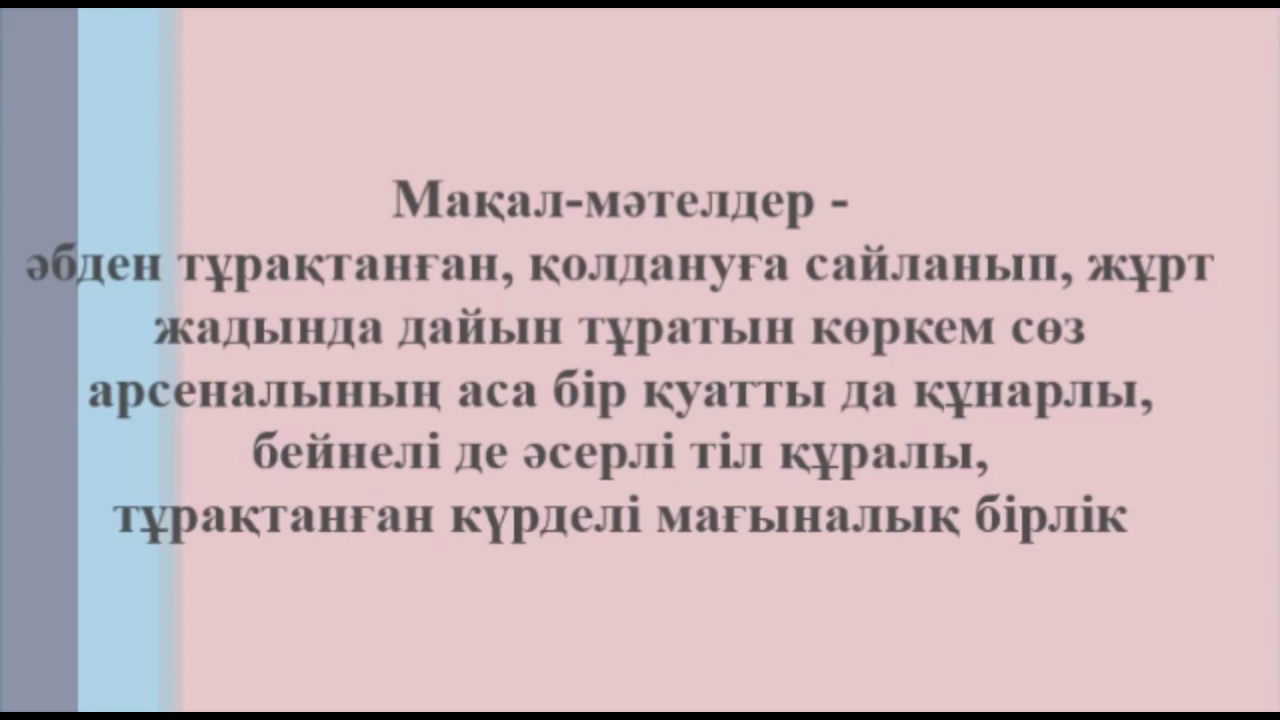 Мақал-мәтелдер -
әбден тұрақтанған, қолдануға сайланып, жұрт
жадында дайын тұратын көркем сөз
арсеналының аса бір қуатты да құнарлы,
бейнелі де әсерлі тіл құралы,
тұрақтанған күрделі мағыналық бірлік